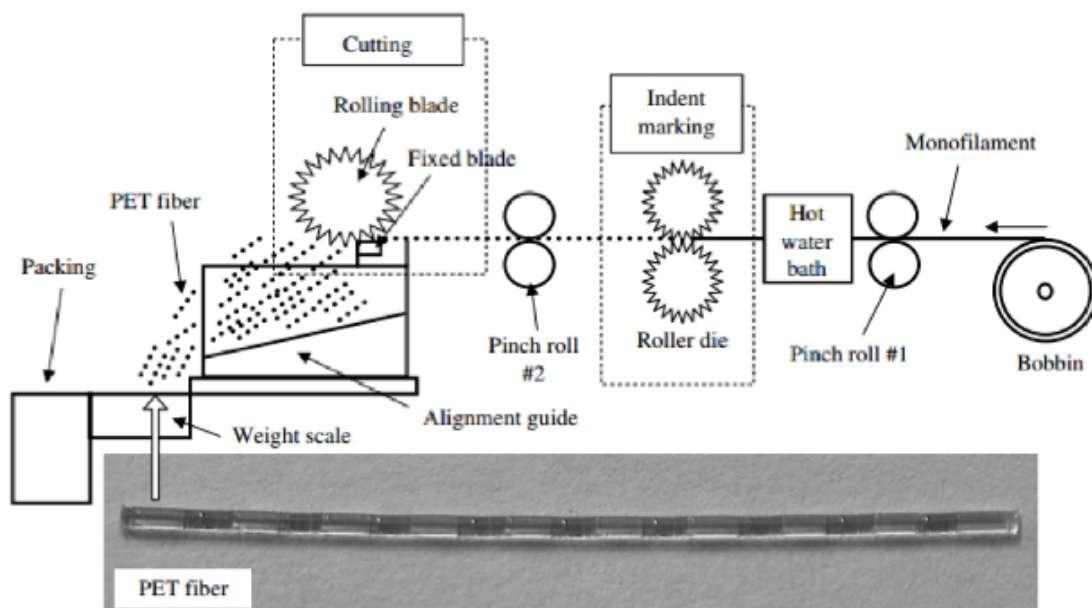 Cutting
Rolling blade
Fixed blade
Indent
marking
Monofilament
PET fiber
Hot
water
bath
Packing
Pinch roll
#2
Roller die
Pinch roll #1
Bobbin
Alignment guide
Weight scale
PET fiber